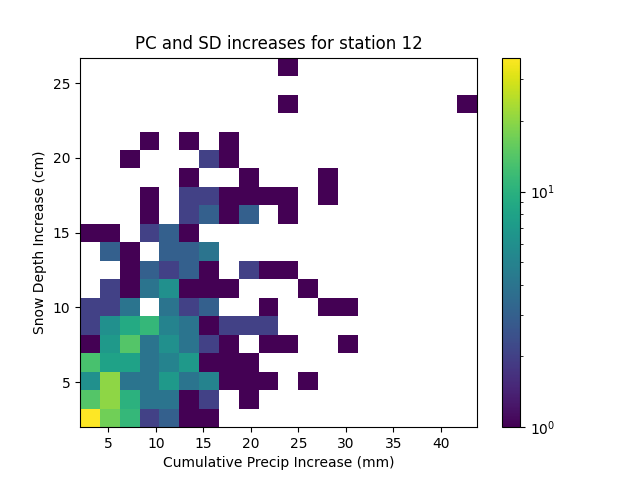 PC and SD increases for station 12
25
20
15
10
5
Snow Depth Increase (cm)
5 10 15 20 25 30 35 40
Cumulative Precip Increase (mm)
10¹
10⁰